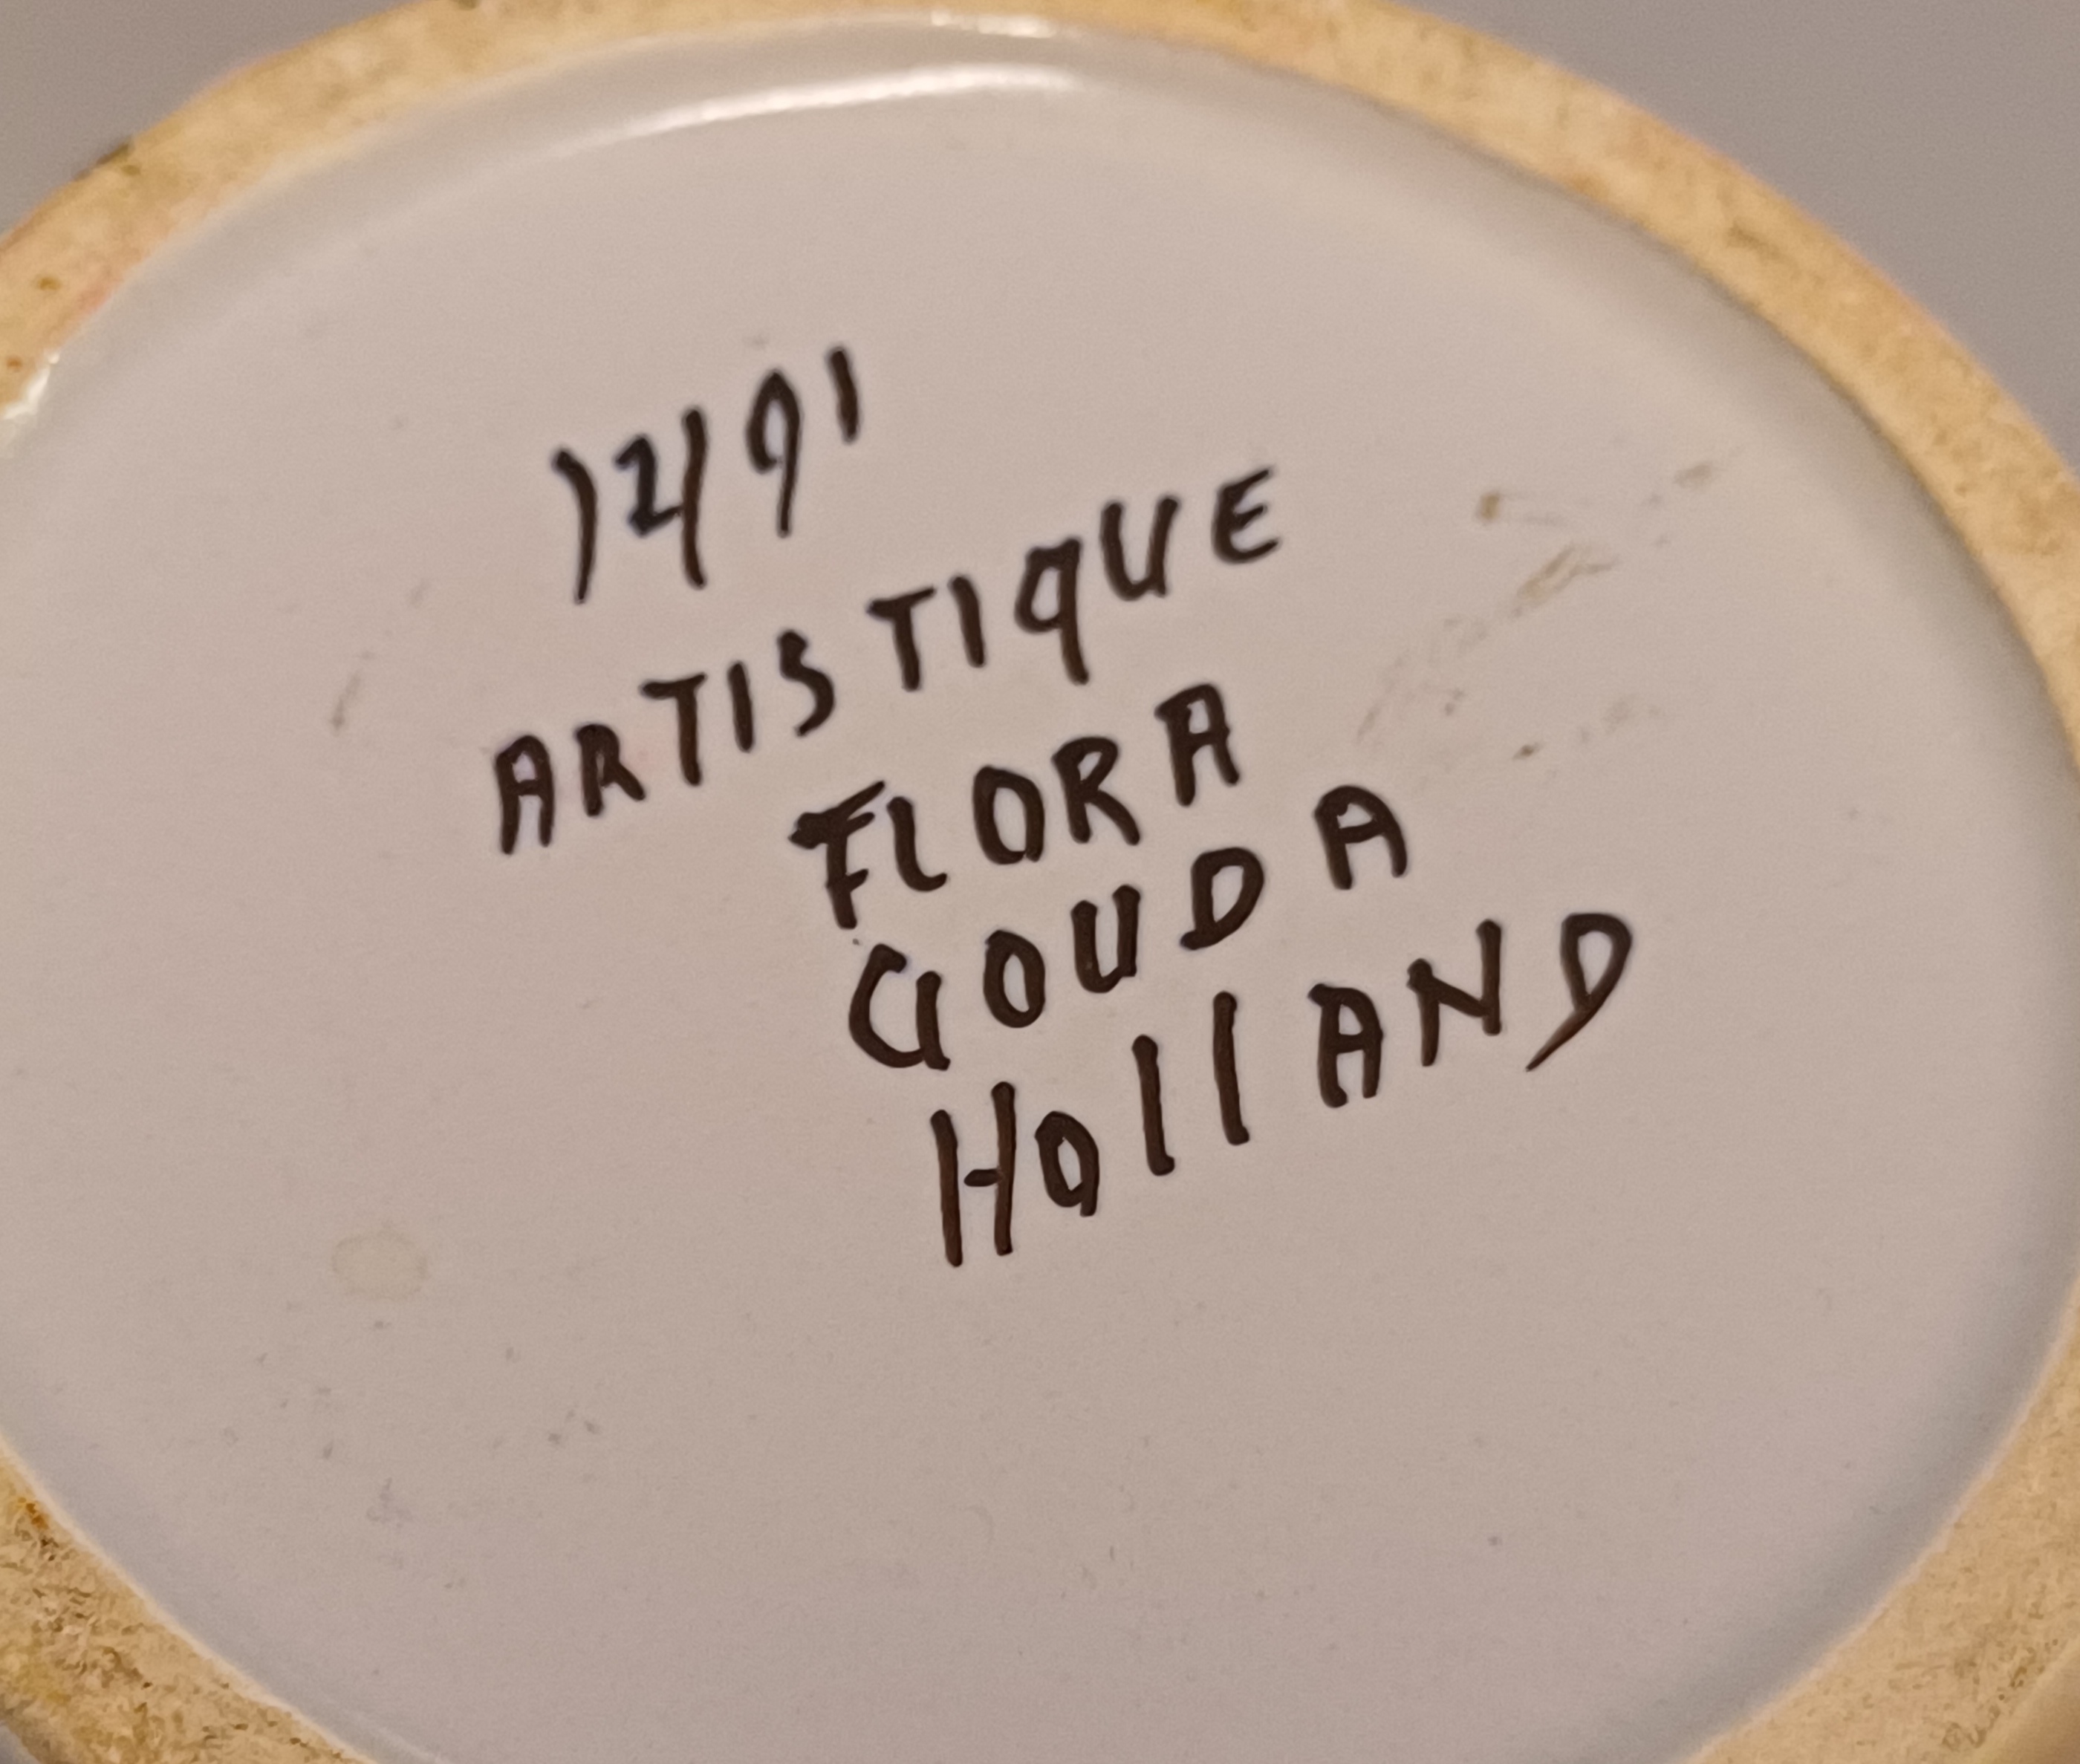 1491
ARTISTIQUE
FLORA
GOUDA
HOllAND